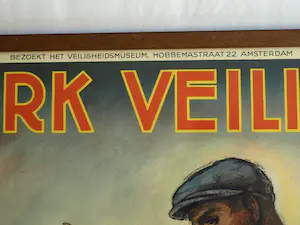 BEZOEKT HET VEILIGHEIDSMUSEUM, HOBBEMASTRAAT 22 AMSTERDAM
RK VEILI